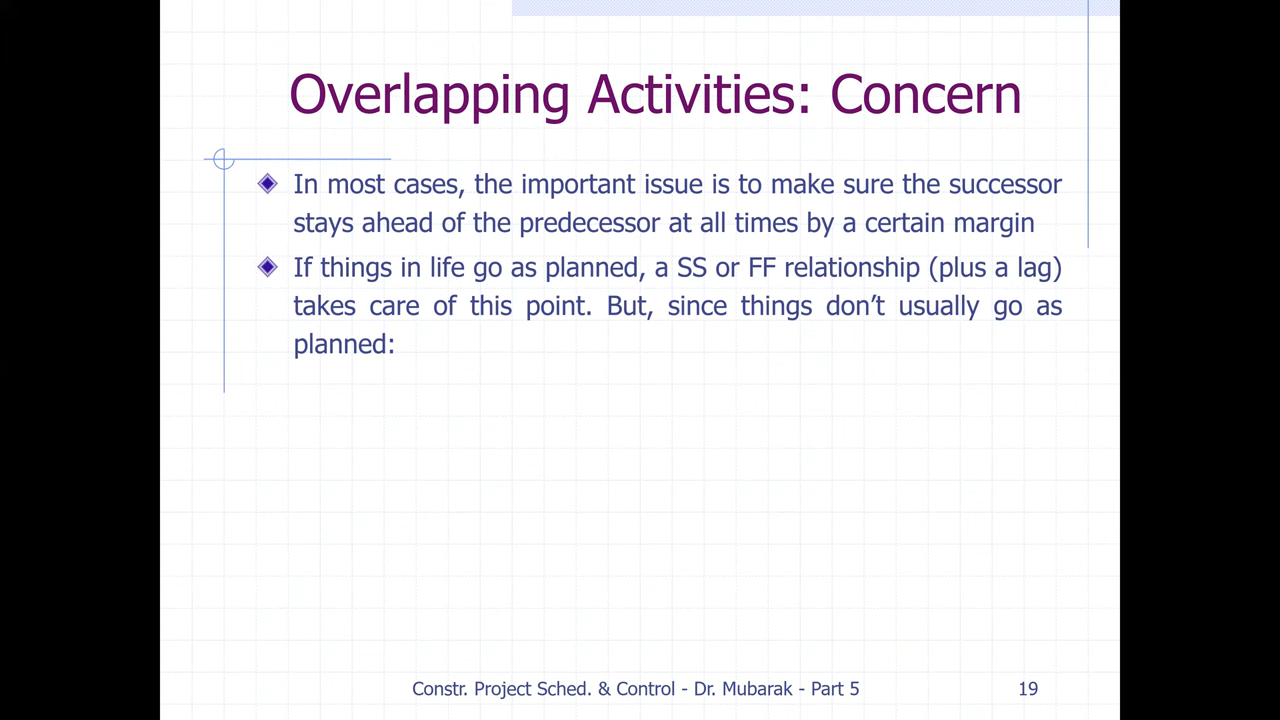 Overlapping Activities: Concern
In most cases, the important issue is to make sure the successor
stays ahead of the predecessor at all times by a certain margin
If things in life go as planned, a SS or FF relationship (plus a lag)
takes care of this point. But, since things don’t usually go as
planned:
Constr. Project Sched. & Control - Dr. Mubarak - Part 5
19